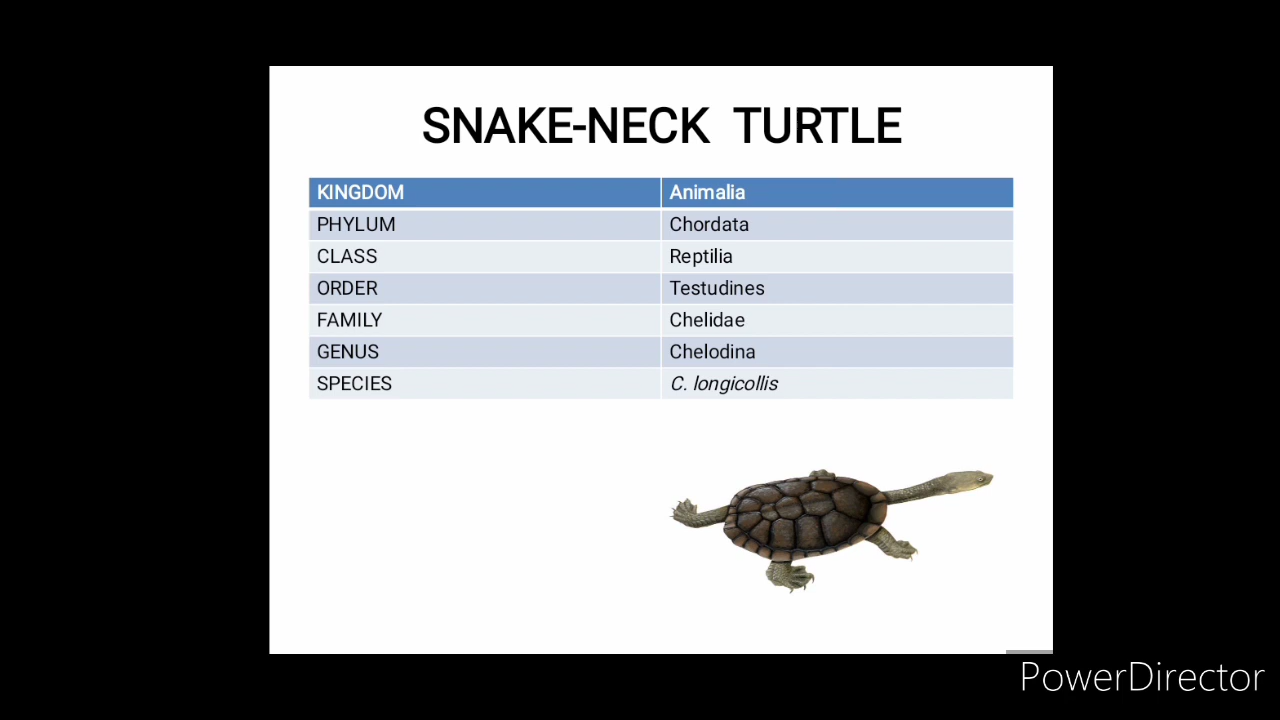 SNAKE-NECK TURTLE
KINGDOM Animalia
PHYLUM Chordata
CLASS Reptilia
ORDER Testudines
FAMILY Chelidae
GENUS Chelodina
SPECIES C. longicollis
PowerDirector